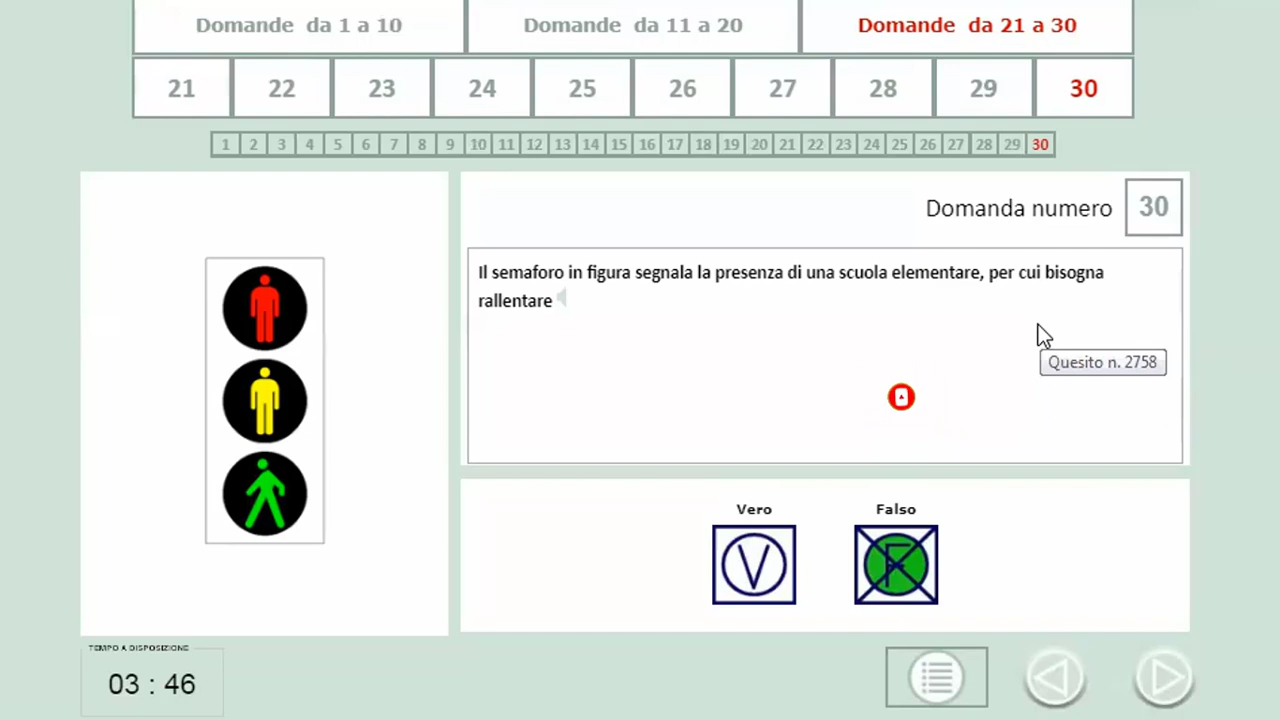 Domande da 1 a 10
Domande da 11 a 20
Domande da 21 a 30
21 22 23 24 25 26 27 28 29 30
1 2 3 4 5 6 7 8 9 10 11 12 13 14 15 16 17 18 19 20 21 22 23 24 25 26 27 28 29 30
Domanda numero 30
Il semaforo in figura segnala la presenza di una scuola elementare, per cui bisogna
rallentare
Quesito n. 2758
Vero
Falso
V
F
TEMPO A DISPOSIZIONE
03 : 46